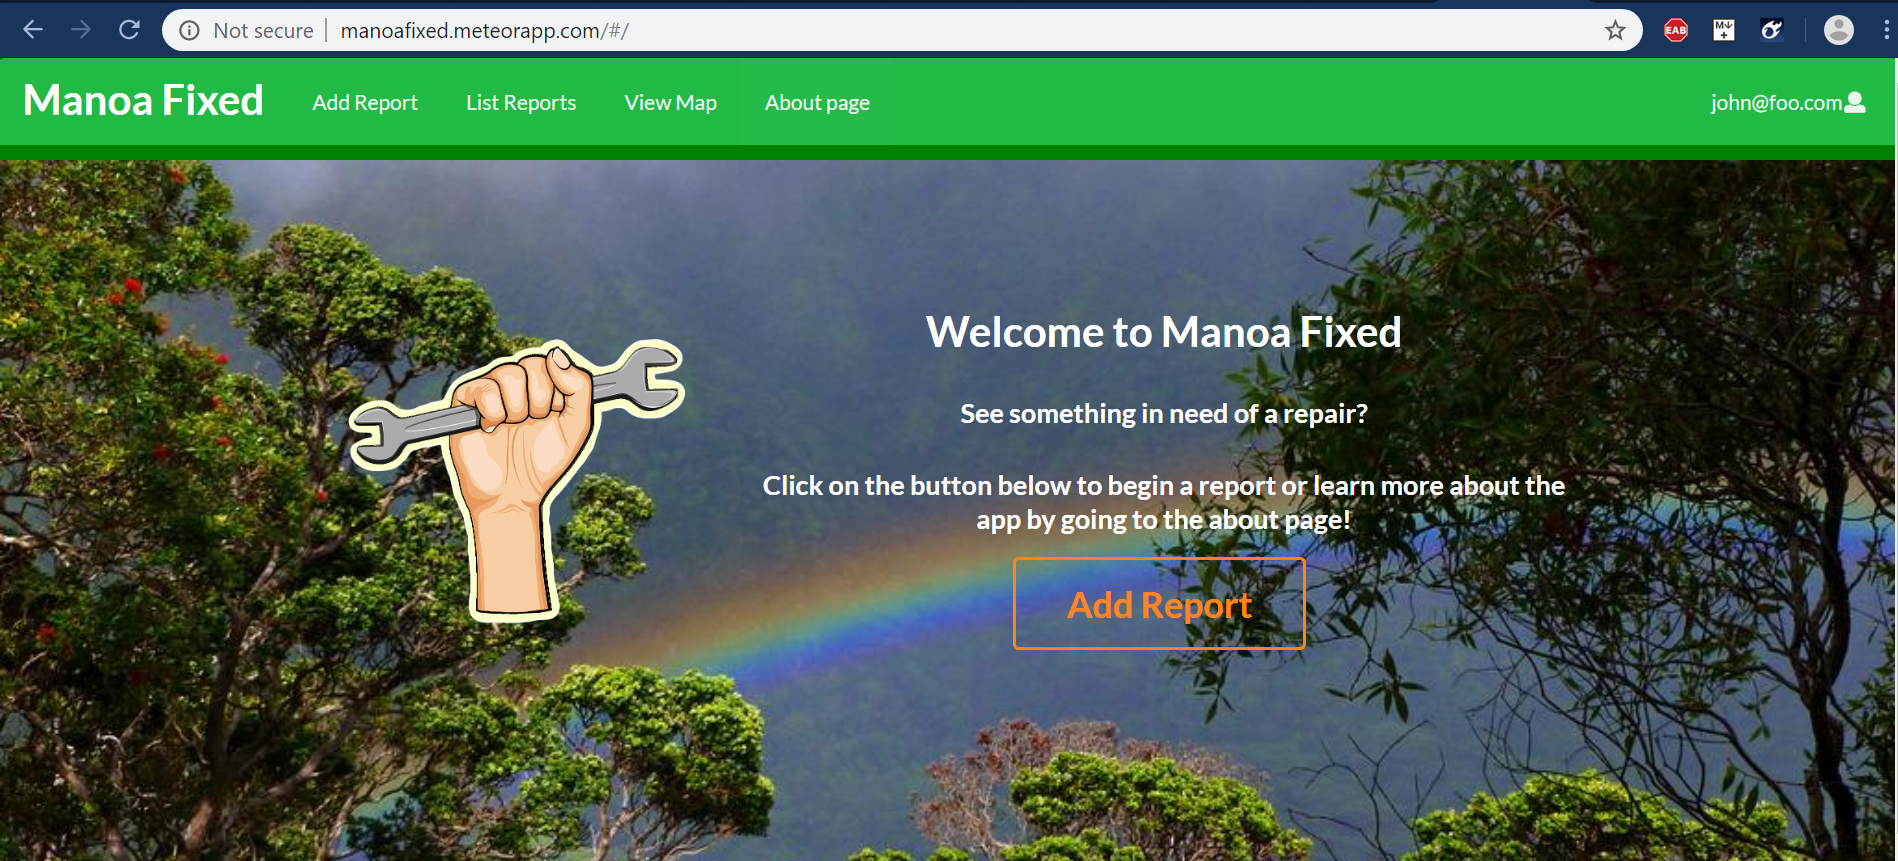 Not secure | manoafixed.meteorapp.com/#/
EAB
M
Manoa Fixed
Add Report
List Reports
View Map
About page
john@foo.com
Welcome to Manoa Fixed
See something in need of a repair?
Click on the button below to begin a report or learn more about the
app by going to the about page!
Add Report